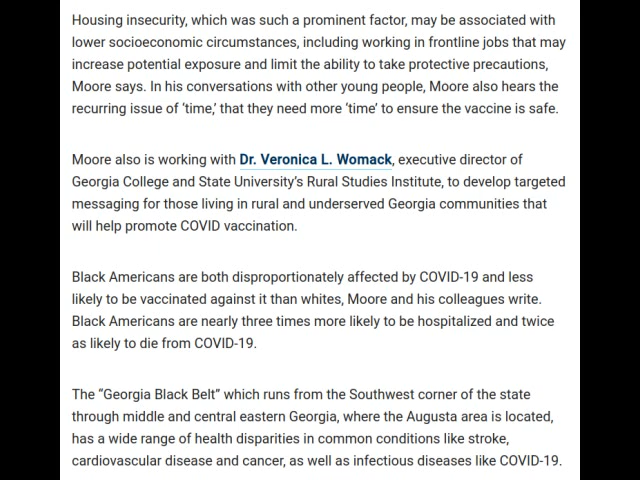 Housing insecurity, which was such a prominent factor, may be associated with
lower socioeconomic circumstances, including working in frontline jobs that may
increase potential exposure and limit the ability to take protective precautions,
Moore says. In his conversations with other young people, Moore also hears the
recurring issue of ‘time,’ that they need more ‘time’ to ensure the vaccine is safe.
Moore also is working with Dr. Veronica L. Womack, executive director of
Georgia College and State University’s Rural Studies Institute, to develop targeted
messaging for those living in rural and underserved Georgia communities that
will help promote COVID vaccination.
Black Americans are both disproportionately affected by COVID-19 and less
likely to be vaccinated against it than whites, Moore and his colleagues write.
Black Americans are nearly three times more likely to be hospitalized and twice
as likely to die from COVID-19.
The “Georgia Black Belt” which runs from the Southwest corner of the state
through middle and central eastern Georgia, where the Augusta area is located,
has a wide range of health disparities in common conditions like stroke,
cardiovascular disease and cancer, as well as infectious diseases like COVID-19.